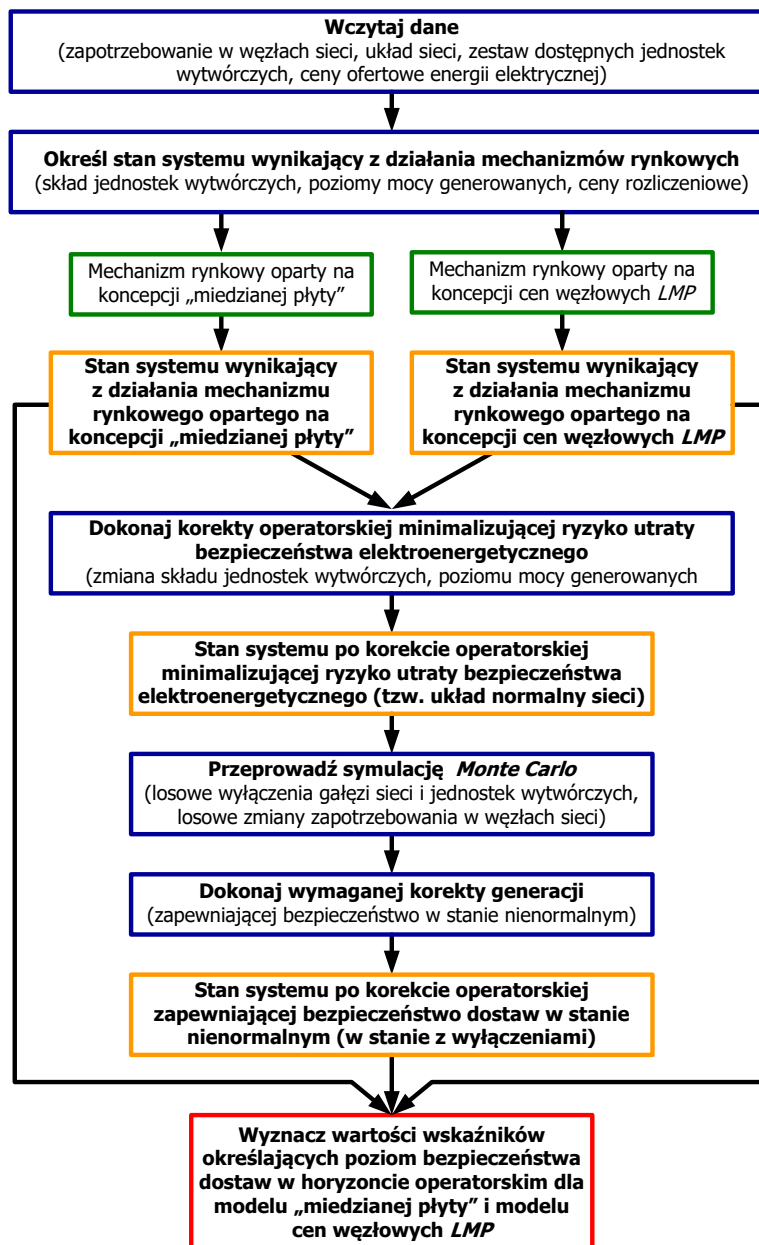 Wczytaj dane
(zapotrzebowanie w węzłach sieci, układ sieci, zestaw dostępnych jednostek
wytwórczych, ceny ofertowe energii elektrycznej)
Określ stan systemu wynikający z działania mechanizmów rynkowych
(skład jednostek wytwórczych, poziomy mocy generowanych, ceny rozliczeniowe)
Mechanizm rynkowy oparty na
koncepcji „miedzianej płyty”
Mechanizm rynkowy oparty na
koncepcji cen węzłowych LMP
Stan systemu wynikający
z działania mechanizmu
rynkowego opartego na
koncepcji „miedzianej płyty”
Stan systemu wynikający
z działania mechanizmu
rynkowego opartego na
koncepcji cen węzłowych LMP
Dokonaj korekty operatorskiej minimalizującej ryzyko utraty
bezpieczeństwa elektroenergetycznego
(zmiana składu jednostek wytwórczych, poziomu mocy generowanych
Stan systemu po korekcie operatorskiej
minimalizującej ryzyko utraty bezpieczeństwa
elektroenergetycznego (tzw. układ normalny sieci)
Przeprowadź symulację Monte Carlo
(losowe wyłączenia gałęzi sieci i jednostek wytwórczych,
losowe zmiany zapotrzebowania w węzłach sieci)
Dokonaj wymaganej korekty generacji
(zapewniającej bezpieczeństwo w stanie nienormalnym)
Stan systemu po korekcie operatorskiej
zapewniającej bezpieczeństwo dostaw w stanie
nienormalnym (w stanie z wyłączeniami)
Wyznacz wartości wskaźników
określających poziom bezpieczeństwa
dostaw w horyzoncie operatorskim dla
modelu „miedzianej płyty” i modelu
cen węzłowych LMP